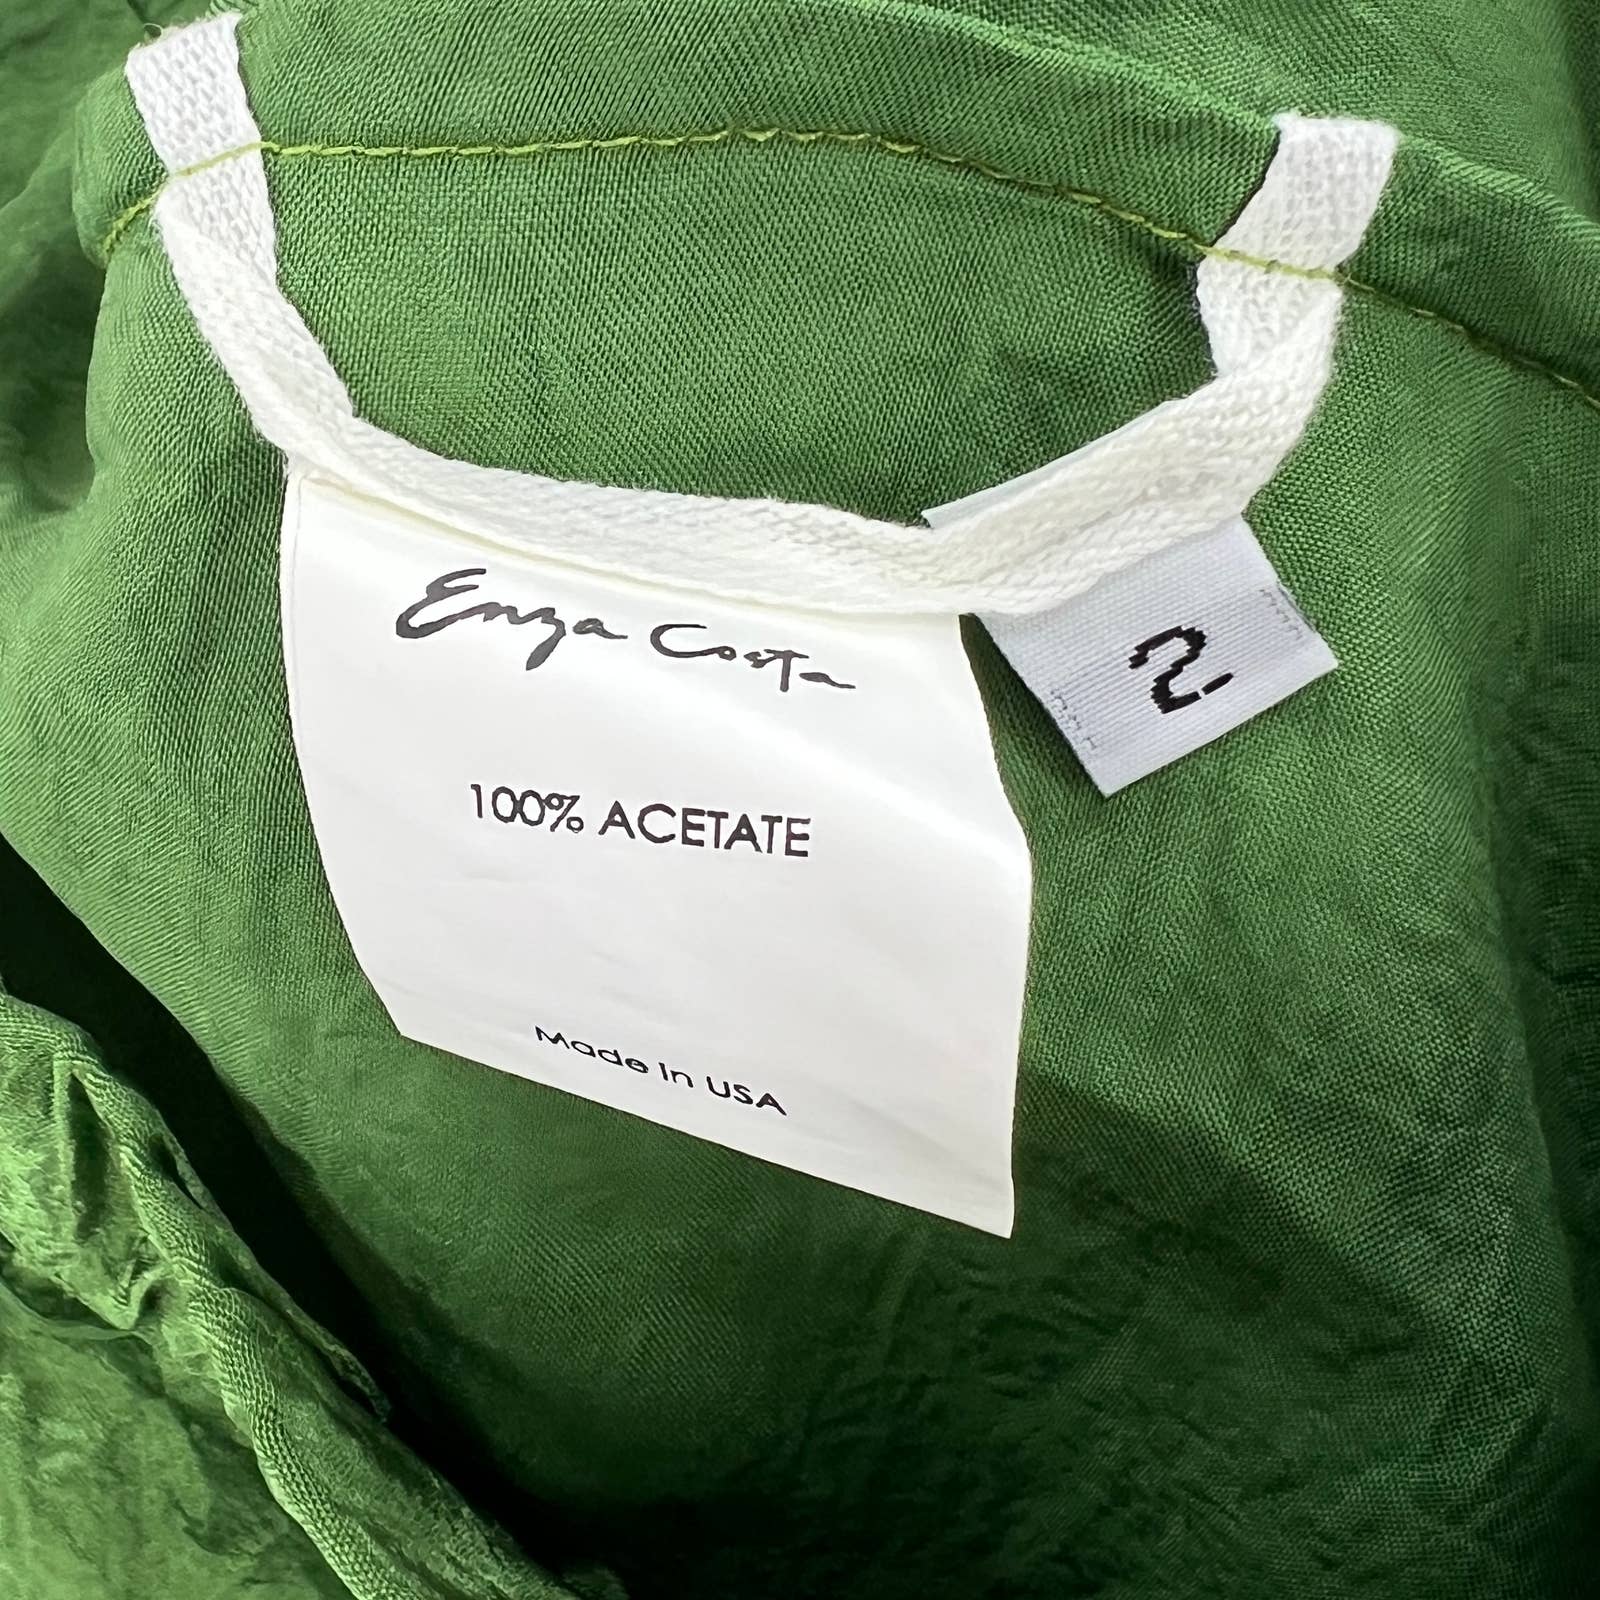 Enza Costa
2
100% ACETATE
Made In USA